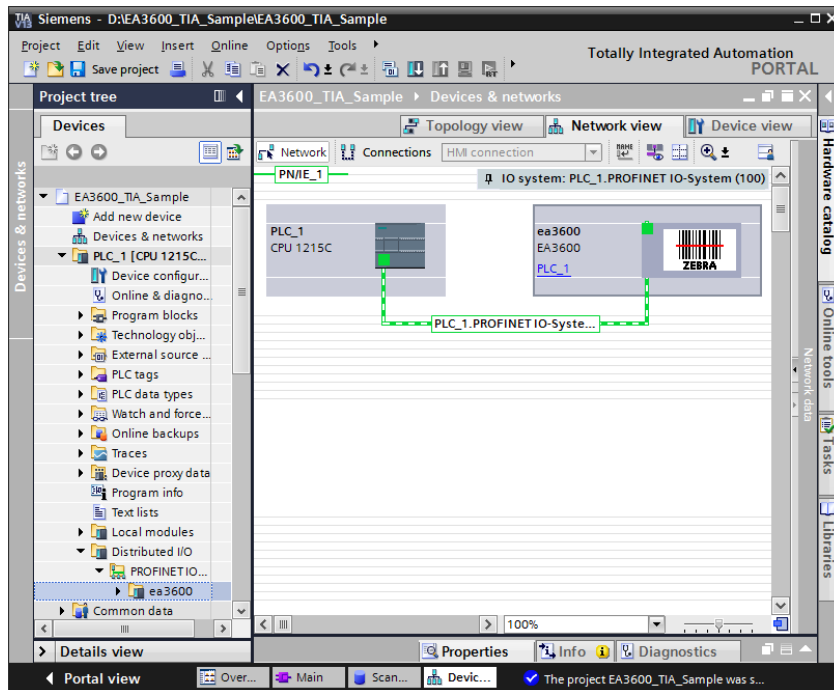 Siemens - D:\EA3600_TIA_Sample\EA3600_TIA_Sample
Project Edit View Insert Online Options Tools
Totally Integrated Automation
PORTAL
Save project
Project tree
EA3600_TIA_Sample Devices & networks
Devices
Topology view Network view Device view
Network Connections HMI connection
PN/IE_1
IO system: PLC_1.PROFINET IO-System (100)
EA3600_TIA_Sample
Add new device
Devices & networks
PLC_1 [CPU 1215C...
Device configur...
Online & diagno...
Program blocks
Technology obj...
External source ...
PLC tags
PLC data types
Watch and force...
Online backups
Traces
Device proxy data
Program info
Text lists
Local modules
Distributed I/O
PROFINET IO...
ea3600
Common data
PLC_1
CPU 1215C
ea3600
EA3600
PLC_1
ZEBRA
PLC_1.PROFINET IO-Syste...
100%
Devices & networks
Network data
Hardware catalog
Online tools
Tasks
Libraries
Details view
Properties Info Diagnostics
Portal view Over... Main Scan... Devic... The project EA3600_TIA_Sample was s...